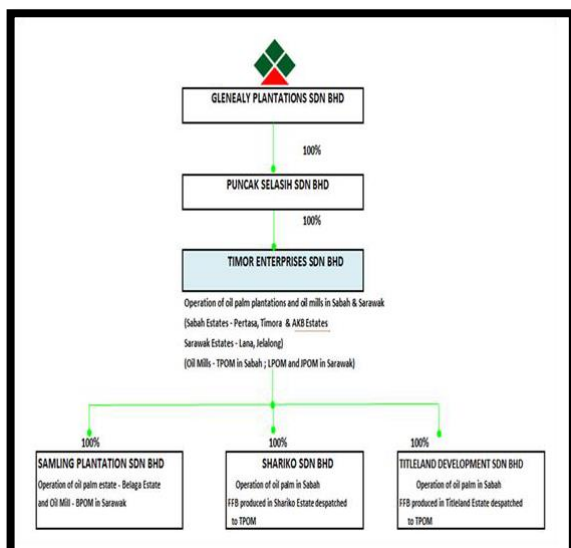 GLENEALY PLANTATIONS SDN BHD
100%
PUNCAK SELASIH SDN BHD
100%
TIMOR ENTERPRISES SDN BHD
Operation of oil palm plantations and oil mills in Sabah & Sarawak
(Sabah Estates - Pertasa, Timora & AKB Estates
Sarawak Estates - Lana, Jelalong)
(Oil Mills - TPOM in Sabah ; LPOM and JPOM in Sarawak)
100%
SAMLING PLANTATION SDN BHD
Operation of oil palm estate - Belaga Estate
and Oil Mill - BPOM in Sarawak
100%
SHARIKO SDN BHD
Operation of oil palm in Sabah
FFB produced in Shariko Estate despatched
to TPOM
100%
TITLELAND DEVELOPMENT SDN BHD
Operation of oil palm in Sabah
FFB produced in Titleland Estate despatched
to TPOM